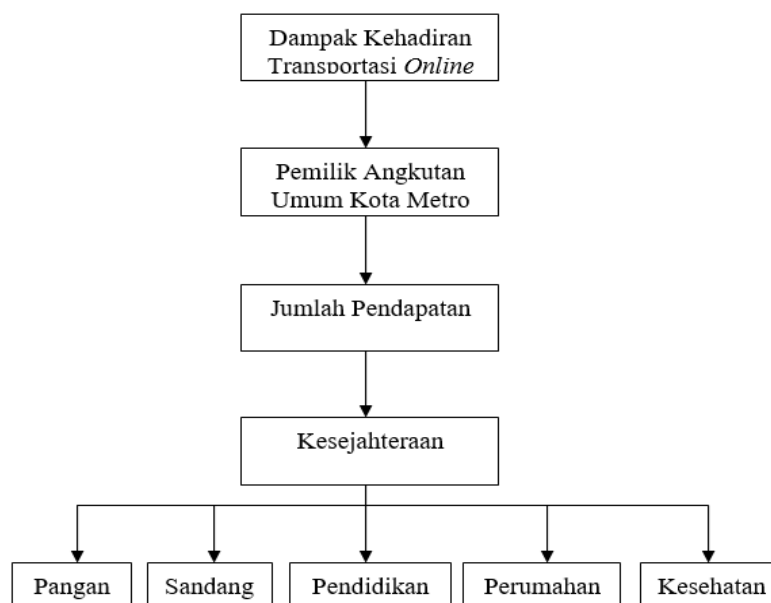 Dampak Kehadiran
Transportasi Online
Pemilik Angkutan
Umum Kota Metro
Jumlah Pendapatan
Kesejahteraan
Pangan
Sandang
Pendidikan
Perumahan
Kesehatan